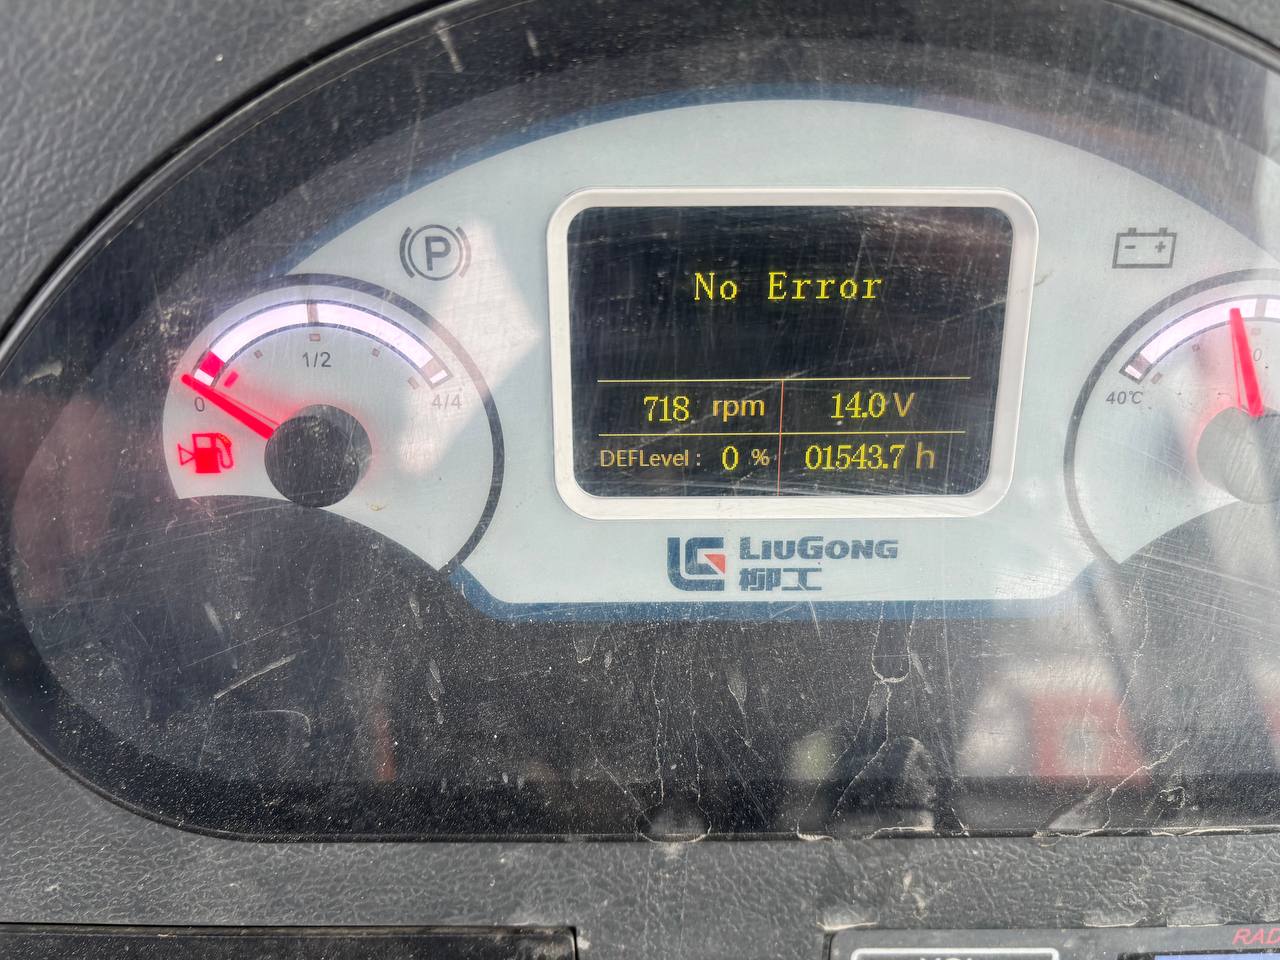 P
No Error
1/2
0
4/4
718 rpm
14.0 V
DEFLevel: 0 %
01543.7 h
40℃
LIUGONG
柳工